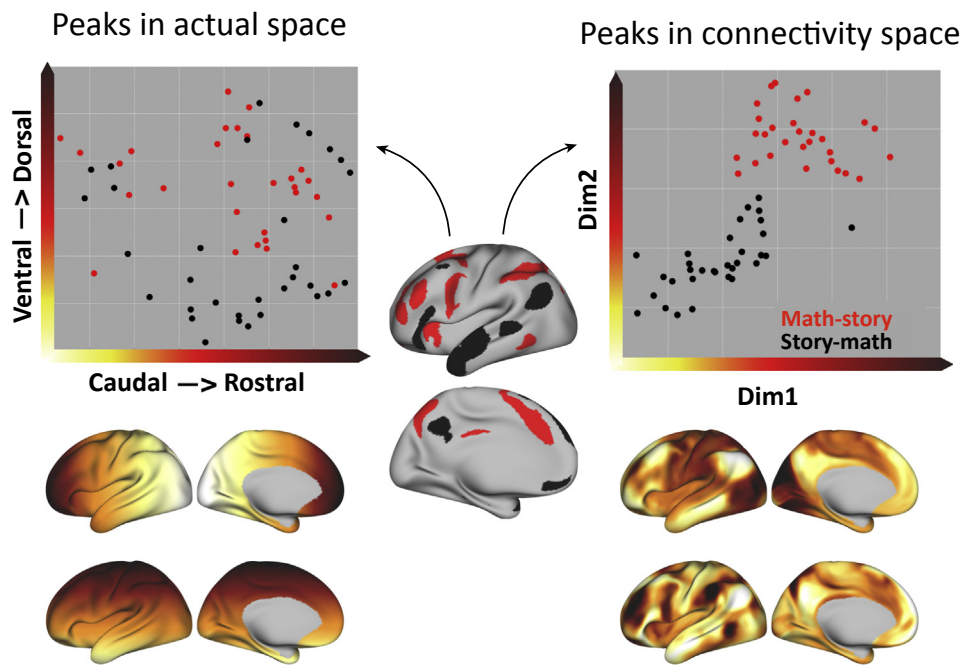 Peaks in actual space
Peaks in connectivity space
Ventral —> Dorsal
Caudal —> Rostral
Dim2
Math-story
Story-math
Dim1